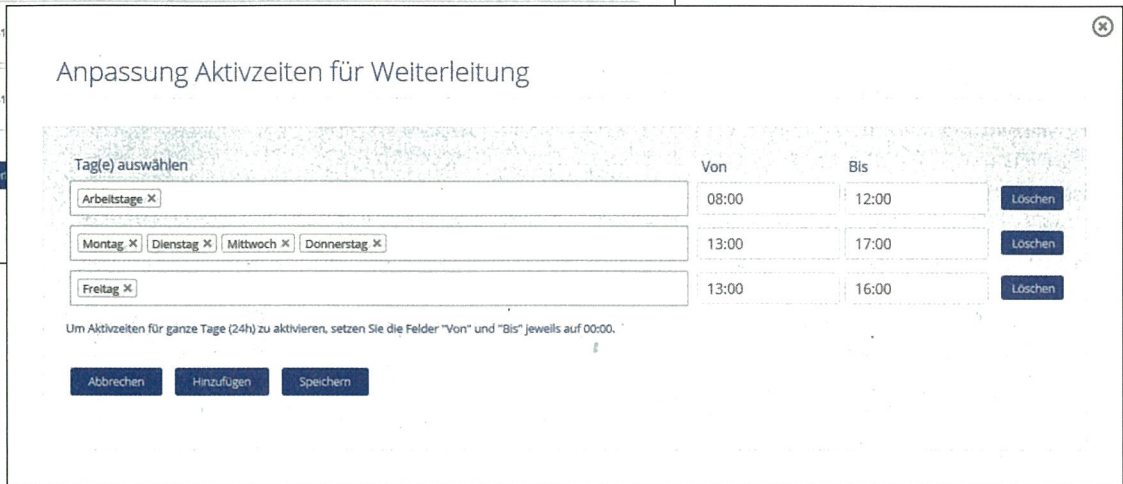 Anpassung Aktivzeiten für Weiterleitung
Tag(e) auswählen Von Bis
Arbeitstage × 08:00 12:00 Löschen
Montag × Dienstag × Mittwoch × Donnerstag × 13:00 17:00 Löschen
Freitag × 13:00 16:00 Löschen
Um Aktivzeiten für ganze Tage (24h) zu aktivieren, setzen Sie die Felder "Von" und "Bis" jeweils auf 00:00.
Abbrechen Hinzufügen Speichern